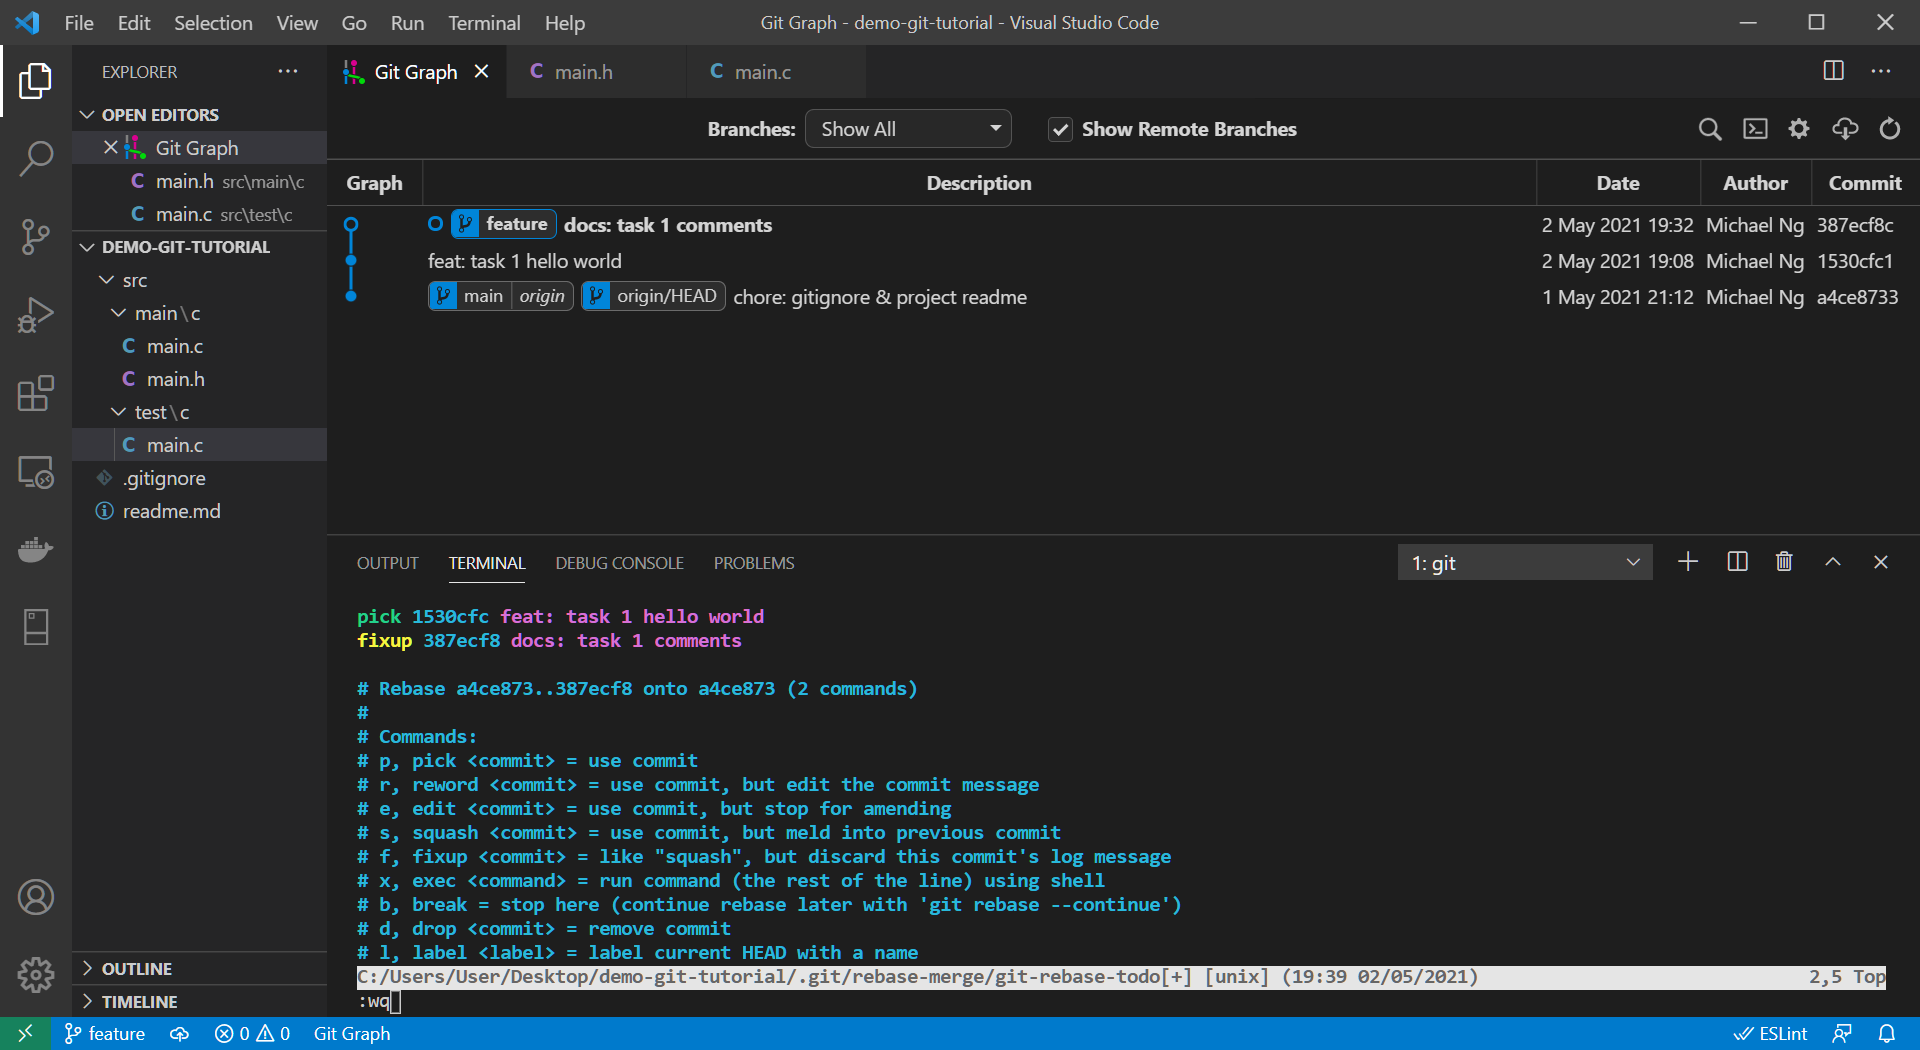 File Edit Selection View Go Run Terminal Help
Git Graph - demo-git-tutorial - Visual Studio Code
EXPLORER
OPEN EDITORS
Git Graph
C main.h src\main\c
C main.c src\test\c
DEMO-GIT-TUTORIAL
src
main\c
C main.c
C main.h
test\c
C main.c
.gitignore
readme.md
OUTLINE
TIMELINE
Git Graph
C main.h
C main.c
Branches: Show All Show Remote Branches
Graph Description Date Author Commit
feature docs: task 1 comments 2 May 2021 19:32 Michael Ng 387ecf8c
feat: task 1 hello world 2 May 2021 19:08 Michael Ng 1530cfc1
main origin origin/HEAD chore: gitignore & project readme 1 May 2021 21:12 Michael Ng a4ce8733
OUTPUT TERMINAL DEBUG CONSOLE PROBLEMS 1: git
pick 1530cfc feat: task 1 hello world
fixup 387ecf8 docs: task 1 comments
# Rebase a4ce873..387ecf8 onto a4ce873 (2 commands)
#
# Commands:
# p, pick <commit> = use commit
# r, reword <commit> = use commit, but edit the commit message
# e, edit <commit> = use commit, but stop for amending
# s, squash <commit> = use commit, but meld into previous commit
# f, fixup <commit> = like "squash", but discard this commit's log message
# x, exec <command> = run command (the rest of the line) using shell
# b, break = stop here (continue rebase later with 'git rebase --continue')
# d, drop <commit> = remove commit
# l, label <label> = label current HEAD with a name
C:/Users/User/Desktop/demo-git-tutorial/.git/rebase-merge/git-rebase-todo[+] [unix] (19:39 02/05/2021) 2,5 Top
:wq
feature 0 0 Git Graph ESLint